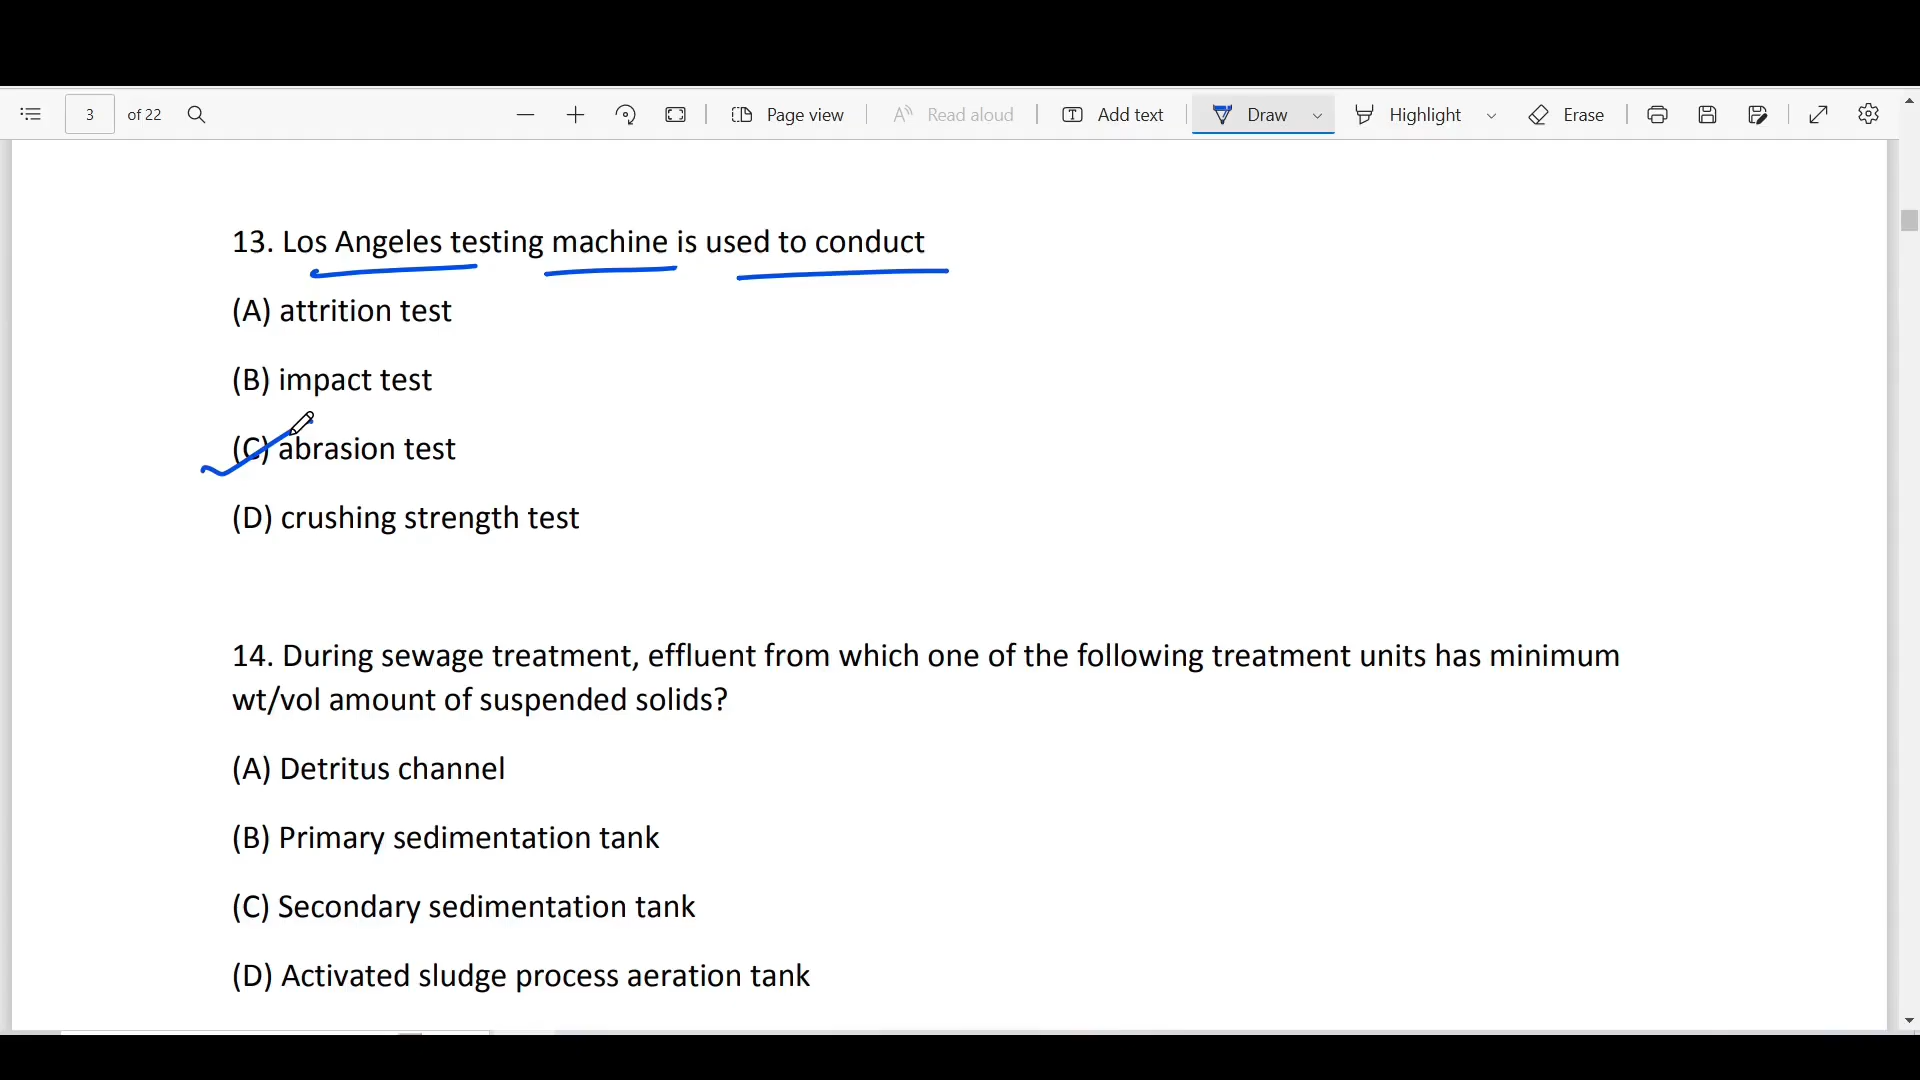 3 of 22 Page view Read aloud Add text Draw Highlight Erase
13. Los Angeles testing machine is used to conduct
(A) attrition test
(B) impact test
(C) abrasion test
(D) crushing strength test
14. During sewage treatment, effluent from which one of the following treatment units has minimum
wt/vol amount of suspended solids?
(A) Detritus channel
(B) Primary sedimentation tank
(C) Secondary sedimentation tank
(D) Activated sludge process aeration tank